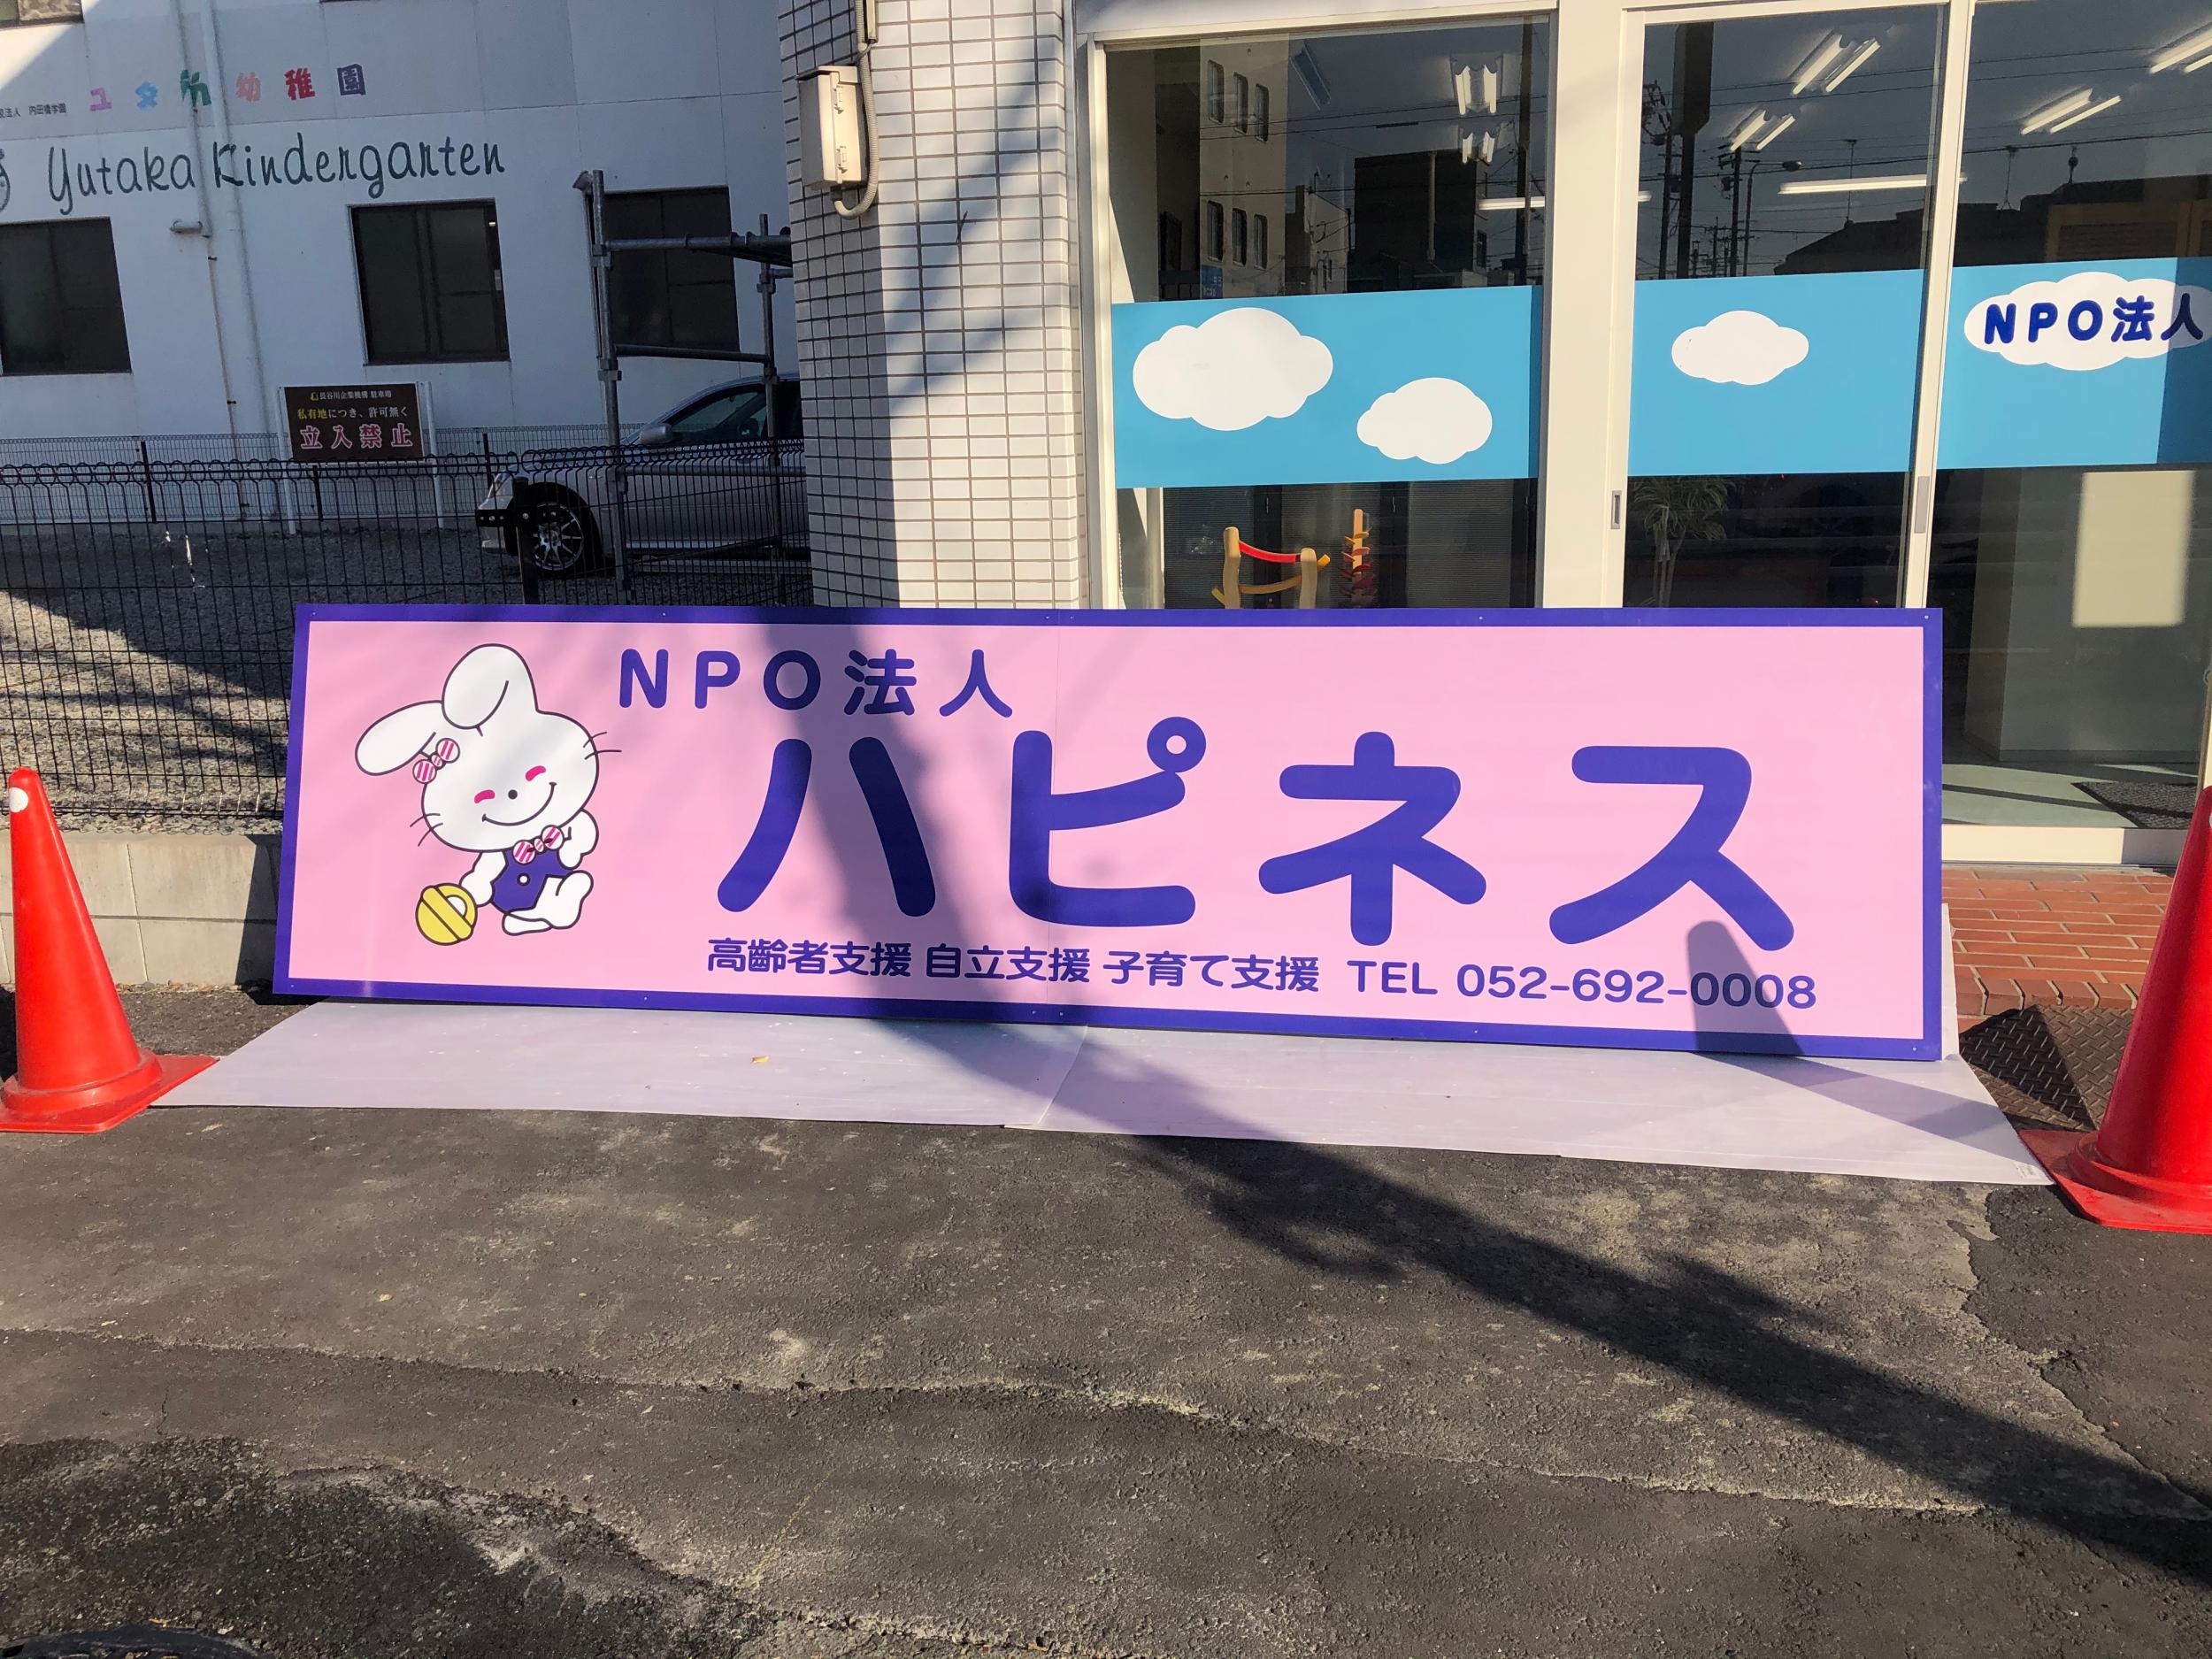 ユタカ幼稚園
Yutaka Kindergarten
私有地につき、許可無く
立入禁止
NPO法人
NPO法人
ハピネス
高齢者支援 自立支援 子育て支援 TEL 052-692-0008